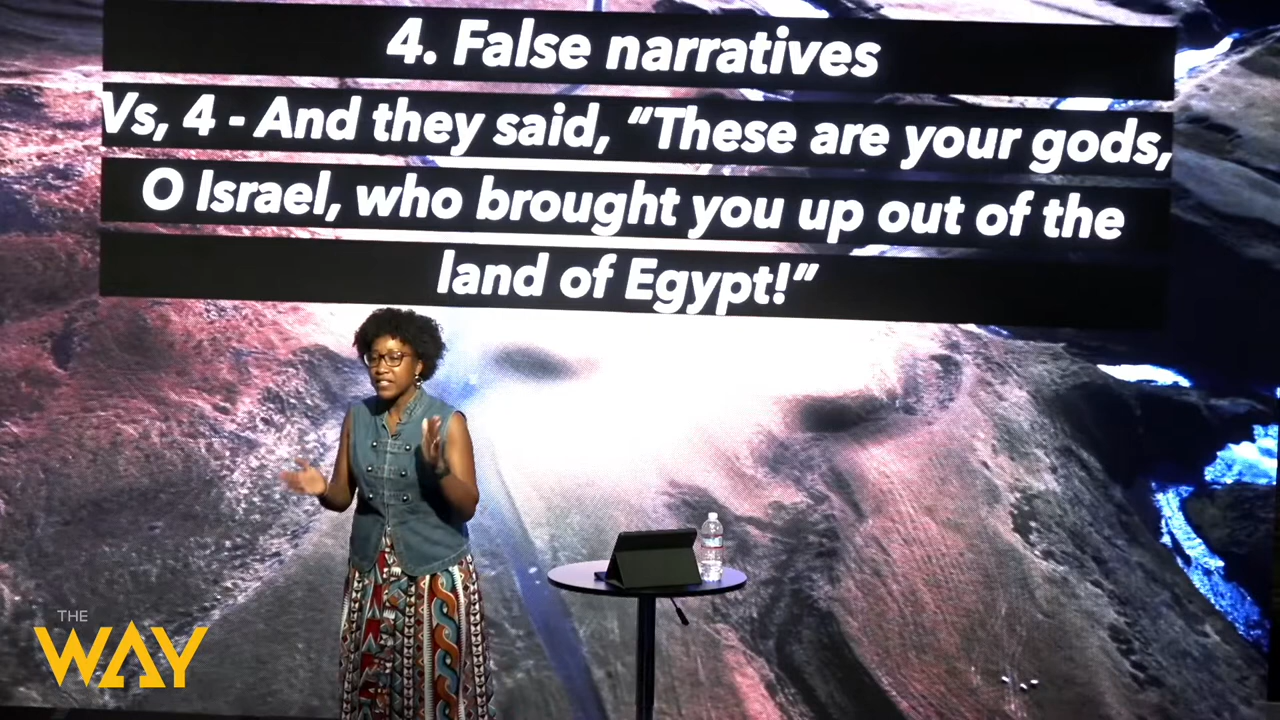 4. False narratives
Vs, 4 - And they said, “These are your gods,
O Israel, who brought you up out of the
land of Egypt!”
THE
WAY